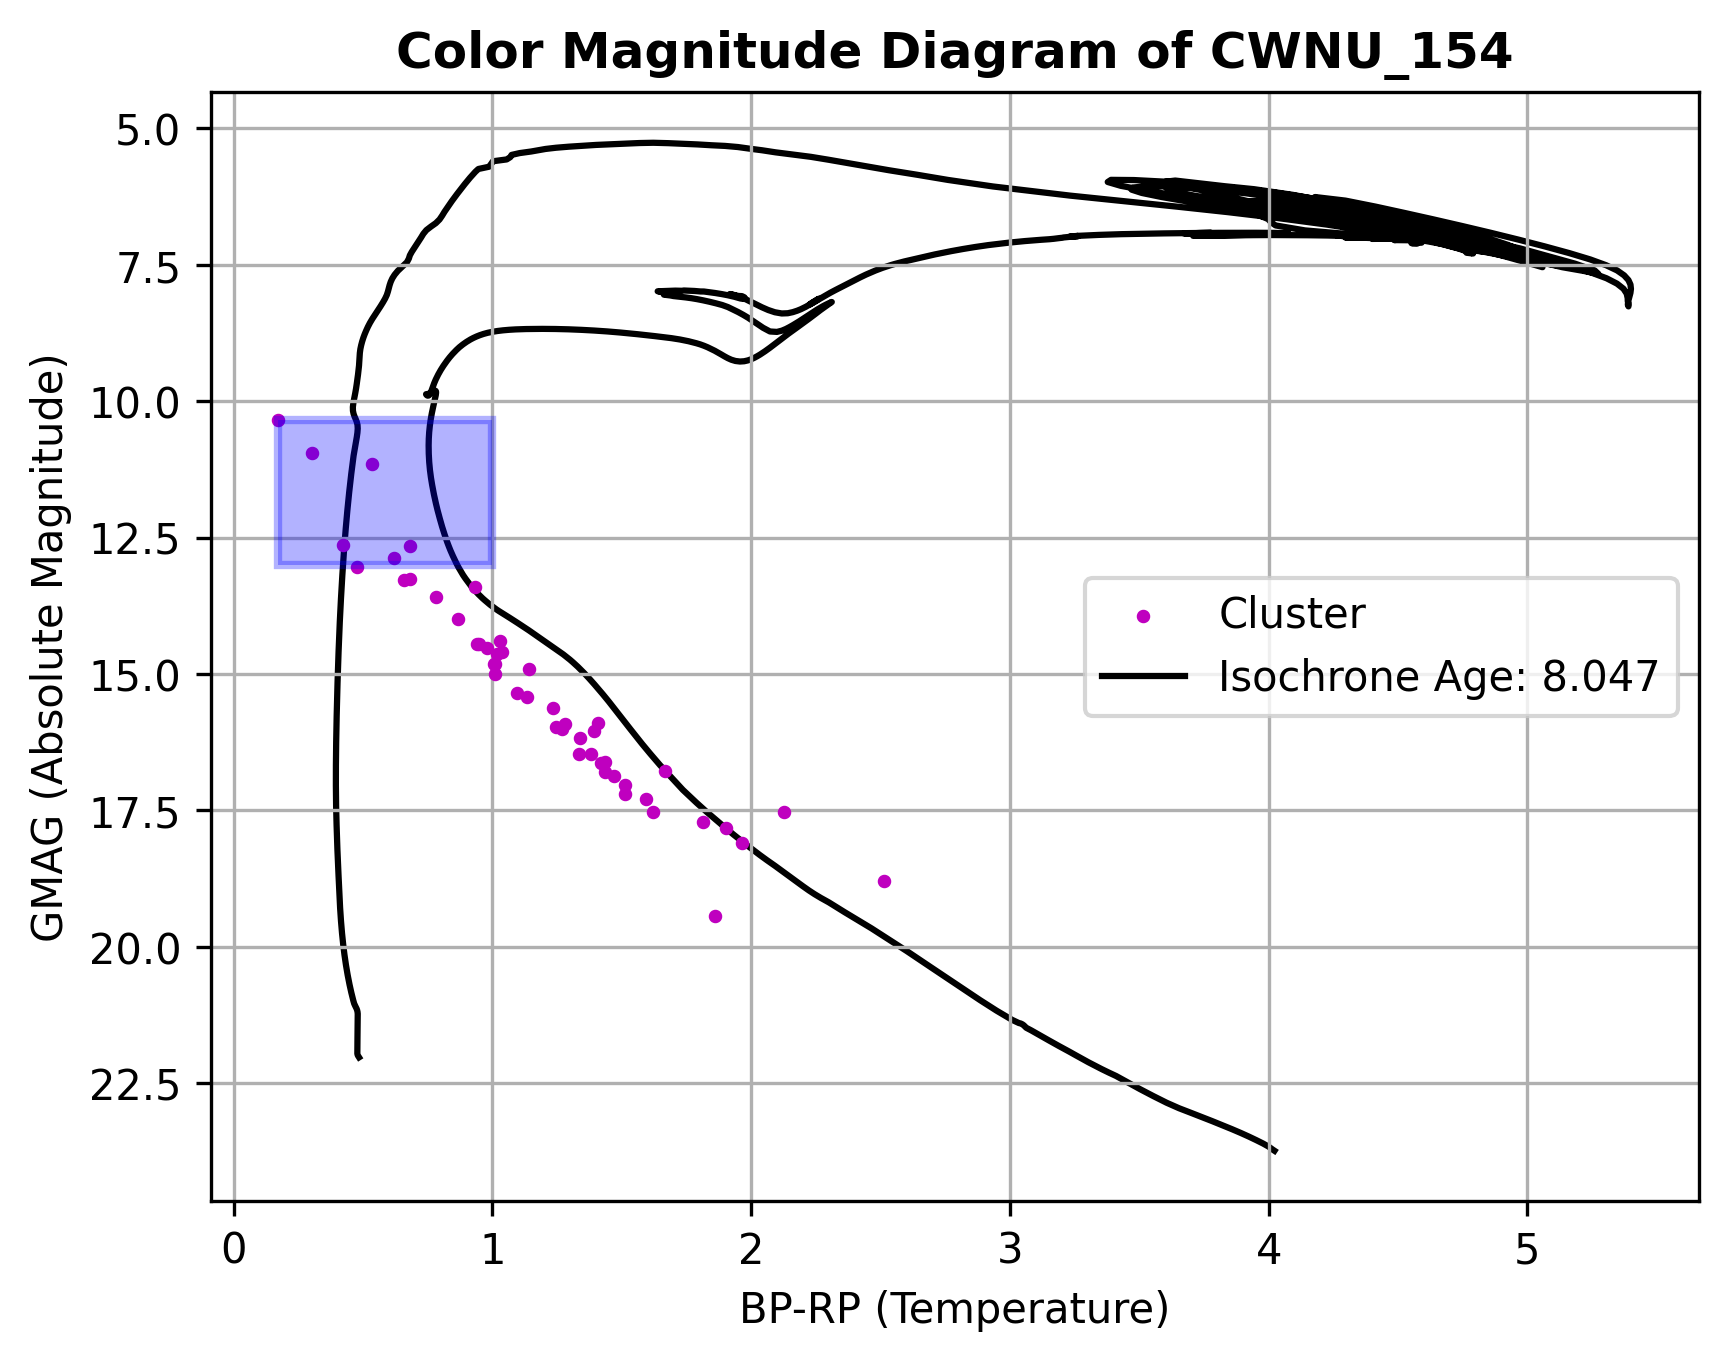 Color Magnitude Diagram of CWNU_154
GMAG (Absolute Magnitude)
5.0
7.5
10.0
12.5
15.0
17.5
20.0
22.5
Cluster
Isochrone Age: 8.047
0 1 2 3 4 5
BP-RP (Temperature)